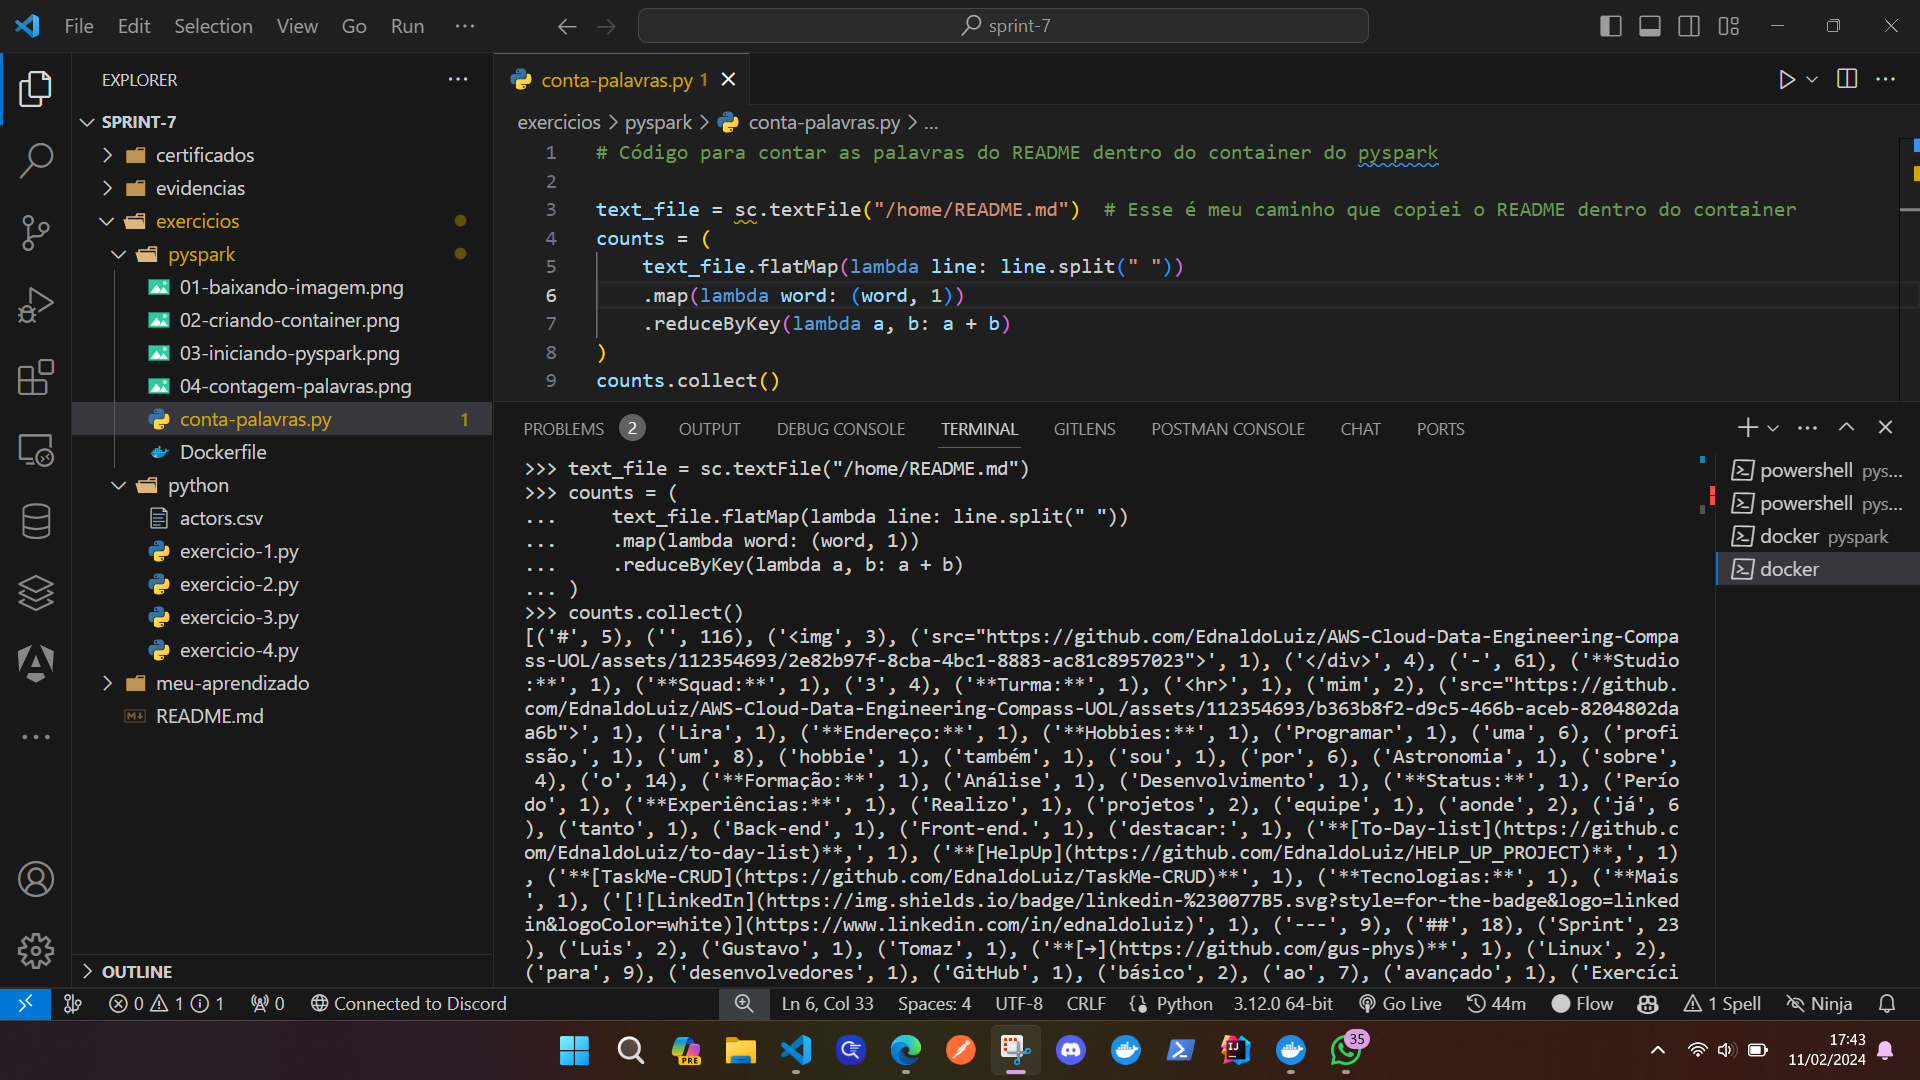 File Edit Selection View Go Run ··· sprint-7
EXPLORER
SPRINT-7
certificados
evidencias
exercicios
pyspark
01-baixando-imagem.png
02-criando-container.png
03-iniciando-pyspark.png
04-contagem-palavras.png
conta-palavras.py 1
Dockerfile
python
actors.csv
exercicio-1.py
exercicio-2.py
exercicio-3.py
exercicio-4.py
meu-aprendizado
README.md
OUTLINE
conta-palavras.py 1
exercicios > pyspark > conta-palavras.py > ...
1 # Código para contar as palavras do README dentro do container do pyspark
2
3 text_file = sc.textFile("/home/README.md")  # Esse é meu caminho que copiei o README dentro do container
4 counts = (
5     text_file.flatMap(lambda line: line.split(" "))
6     .map(lambda word: (word, 1))
7     .reduceByKey(lambda a, b: a + b)
8 )
9 counts.collect()
PROBLEMS 2 OUTPUT DEBUG CONSOLE TERMINAL GITLENS POSTMAN CONSOLE CHAT PORTS
>>> text_file = sc.textFile("/home/README.md")
>>> counts = (
...     text_file.flatMap(lambda line: line.split(" "))
...     .map(lambda word: (word, 1))
...     .reduceByKey(lambda a, b: a + b)
... )
>>> counts.collect()
[('#', 5), ('', 116), ('<img', 3), ('src="https://github.com/EdnaldoLuiz/AWS-Cloud-Data-Engineering-Compa
ss-UOL/assets/112354693/2e82b97f-8cba-4bc1-8883-ac81c8957023">', 1), ('</div>', 4), ('-', 61), ('**Studio
:**', 1), ('**Squad:**', 1), ('3', 4), ('**Turma:**', 1), ('<hr>', 1), ('mim', 2), ('src="https://github.
com/EdnaldoLuiz/AWS-Cloud-Data-Engineering-Compass-UOL/assets/112354693/b363b8f2-d9c5-466b-aceb-8204802da
a6b">', 1), ('Lira', 1), ('**Endereço:**', 1), ('**Hobbies:**', 1), ('Programar', 1), ('uma', 6), ('profi
ssão,', 1), ('um', 8), ('hobbie', 1), ('também', 1), ('sou', 1), ('por', 6), ('Astronomia', 1), ('sobre',
 4), ('o', 14), ('**Formação:**', 1), ('Análise', 1), ('Desenvolvimento', 1), ('**Status:**', 1), ('Perío
do', 1), ('**Experiências:**', 1), ('Realizo', 1), ('projetos', 2), ('equipe', 1), ('aonde', 2), ('já', 6
), ('tanto', 1), ('Back-end', 1), ('Front-end.', 1), ('destacar:', 1), ('**[To-Day-list](https://github.c
om/EdnaldoLuiz/to-day-list)**,', 1), ('**[HelpUp](https://github.com/EdnaldoLuiz/HELP_UP_PROJECT)**,', 1)
, ('**[TaskMe-CRUD](https://github.com/EdnaldoLuiz/TaskMe-CRUD)**', 1), ('**Tecnologias:**', 1), ('**Mais
', 1), ('[![LinkedIn](https://img.shields.io/badge/linkedin-%230077B5.svg?style=for-the-badge&logo=linked
in&logoColor=white)](https://www.linkedin.com/in/ednaldoluiz)', 1), ('---', 9), ('##', 18), ('Sprint', 23
), ('Luis', 2), ('Gustavo', 1), ('Tomaz', 1), ('**[→](https://github.com/gus-phys)**', 1), ('Linux', 2),
('para', 9), ('desenvolvedores', 1), ('GitHub', 1), ('básico', 2), ('ao', 7), ('avançado', 1), ('Exercíci
powershell pys...
powershell pys...
docker pyspark
docker
0 1 1 0 Connected to Discord Ln 6, Col 33 Spaces: 4 UTF-8 CRLF Python 3.12.0 64-bit Go Live 44m Flow 1 Spell Ninja
PRE
35
17:43
11/02/2024